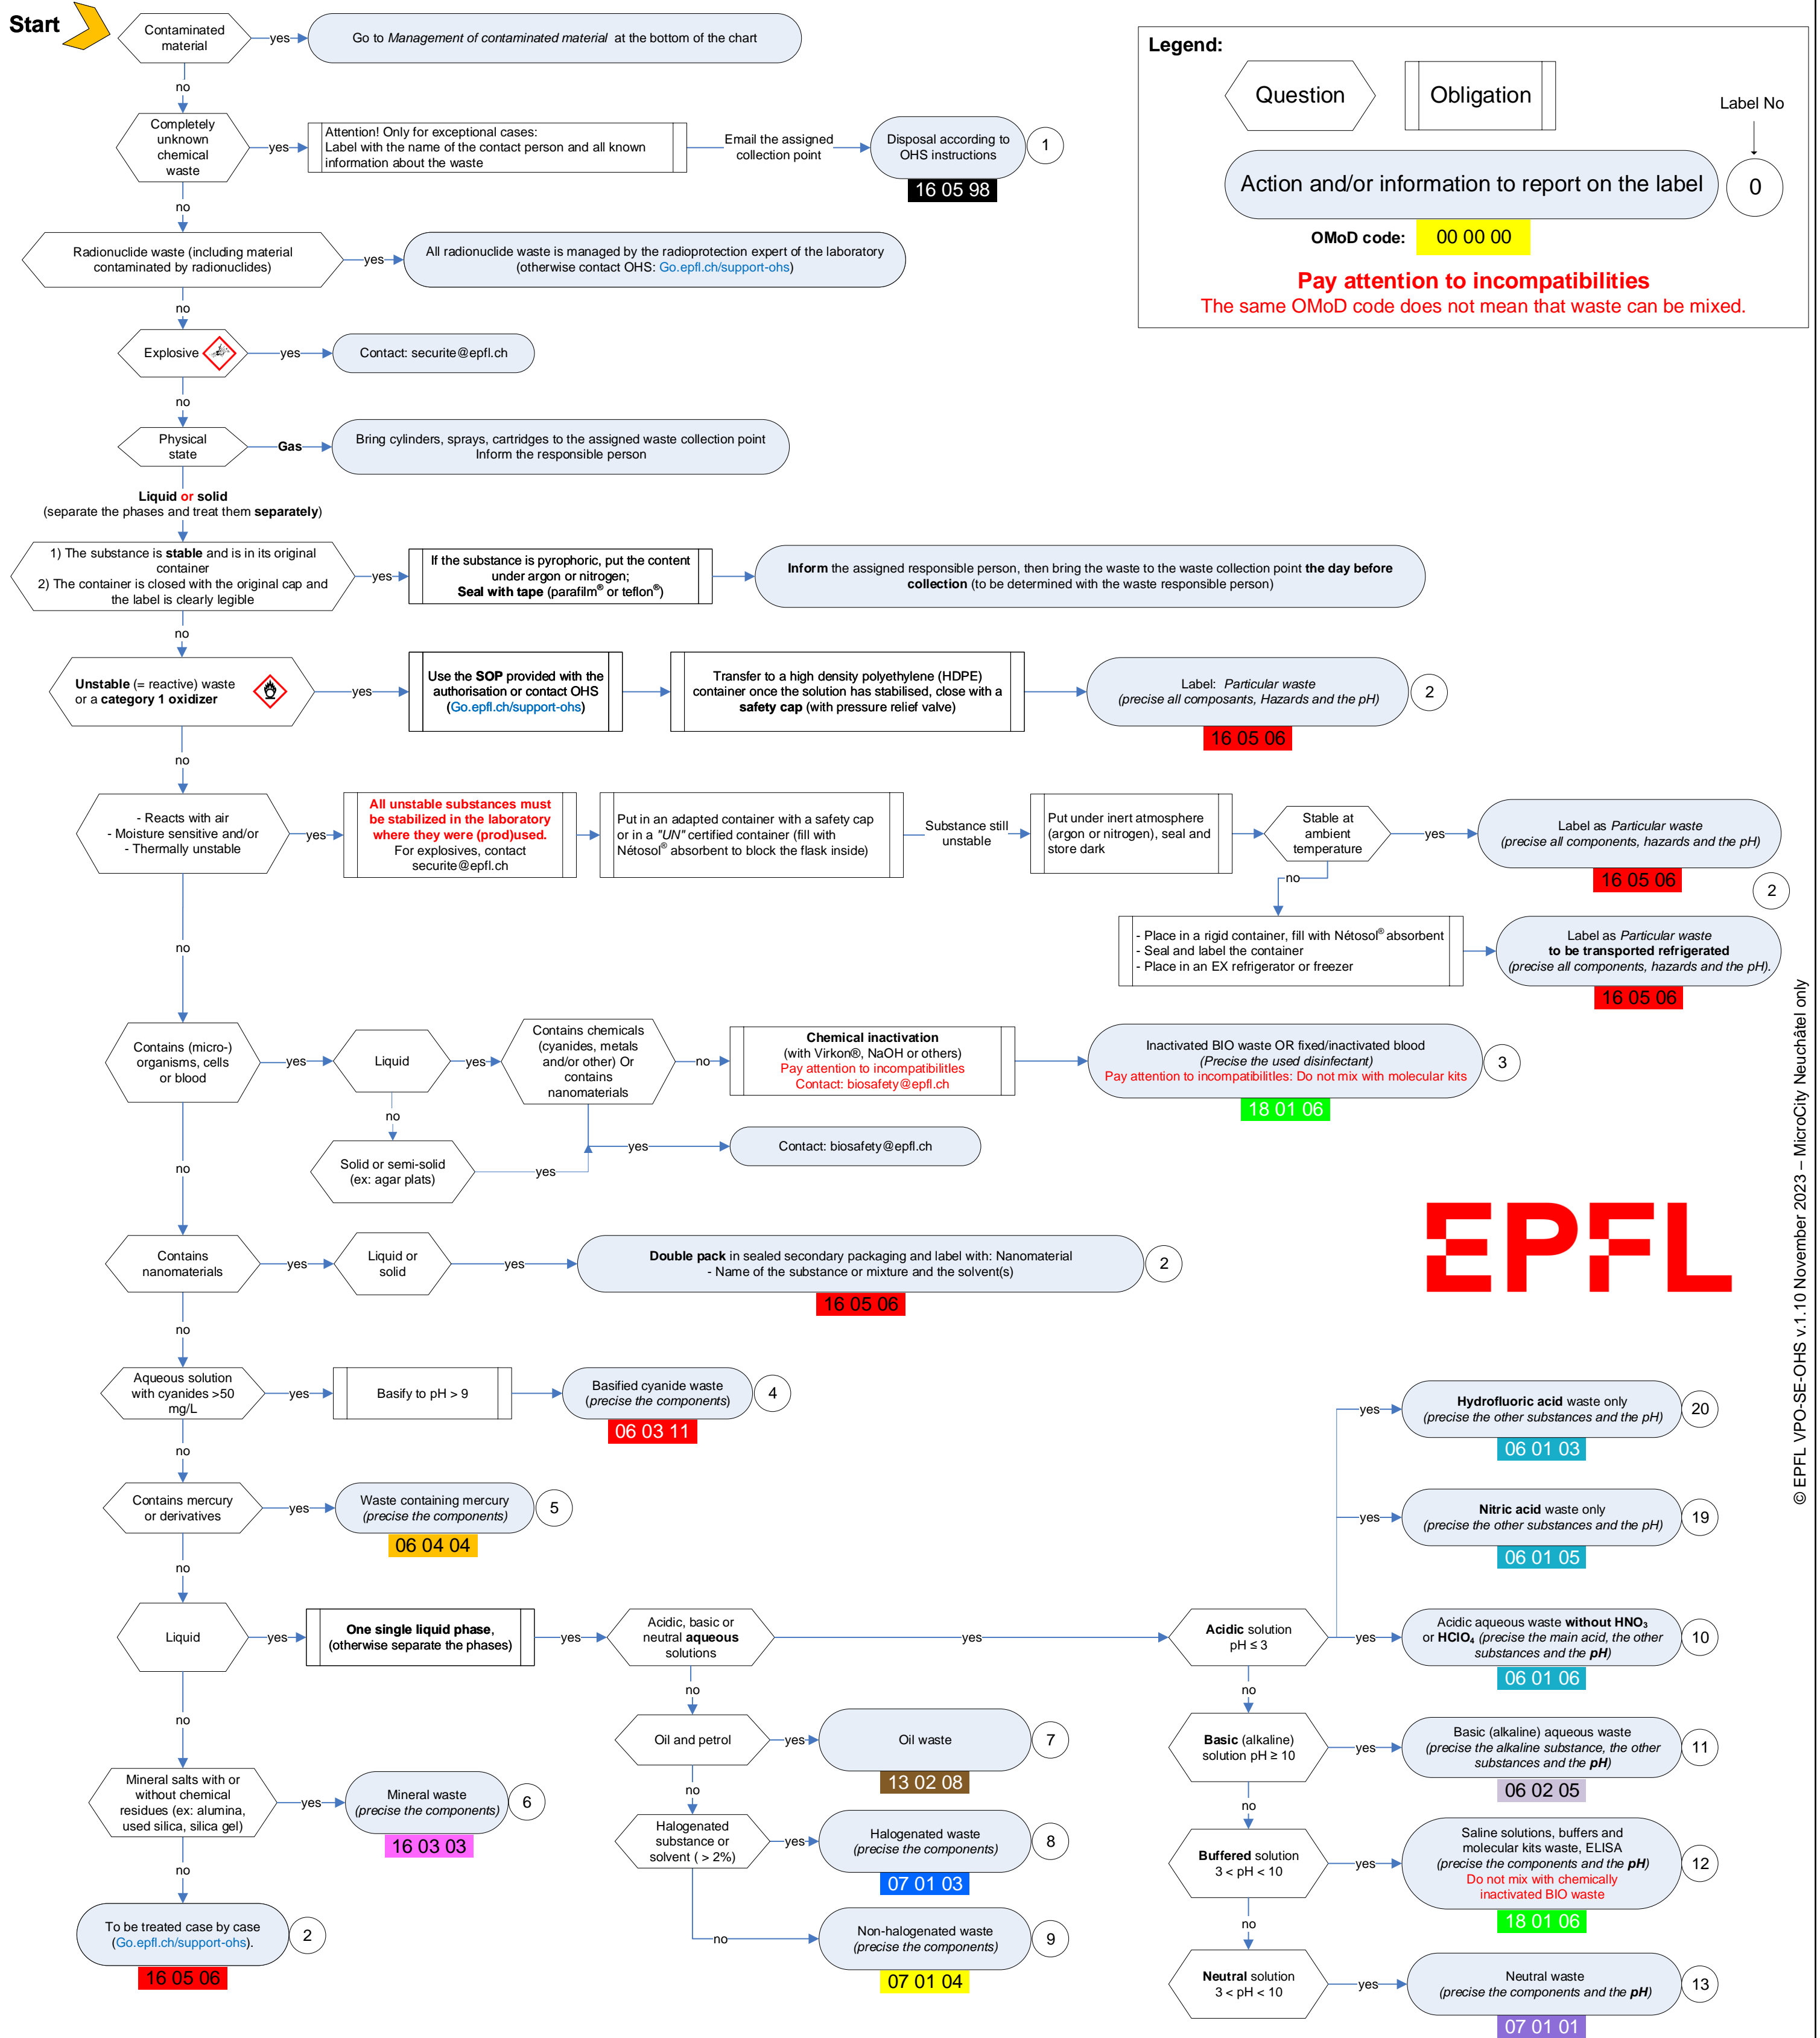 Start
Contaminated
material
yes
Go to Management of contaminated material at the bottom of the chart
no
Completely
unknown
chemical
waste
yes
Attention! Only for exceptional cases:
Label with the name of the contact person and all known
information about the waste
Email the assigned
collection point
Disposal according to
OHS instructions
1
16 05 98
no
Legend:
Question
Obligation
Label No
Action and/or information to report on the label
0
OMoD code:
00 00 00
Pay attention to incompatibilities
The same OMoD code does not mean that waste can be mixed.
Radionuclide waste (including material
contaminated by radionuclides)
yes
All radionuclide waste is managed by the radioprotection expert of the laboratory
(otherwise contact OHS: Go.epfl.ch/support-ohs)
no
Explosive
yes
Contact: securite@epfl.ch
no
Physical
state
Gas
Bring cylinders, sprays, cartridges to the assigned waste collection point
Inform the responsible person
Liquid or solid
(separate the phases and treat them separately)
1) The substance is stable and is in its original
container
2) The container is closed with the original cap and
the label is clearly legible
yes
If the substance is pyrophoric, put the content
under argon or nitrogen;
Seal with tape (parafilm® or teflon®)
Inform the assigned responsible person, then bring the waste to the waste collection point the day before
collection (to be determined with the waste responsible person)
no
Unstable (= reactive) waste
or a category 1 oxidizer
yes
Use the SOP provided with the
authorisation or contact OHS
(Go.epfl.ch/support-ohs)
Transfer to a high density polyethylene (HDPE)
container once the solution has stabilised, close with a
safety cap (with pressure relief valve)
Label: Particular waste
(precise all composants, Hazards and the pH)
2
16 05 06
no
- Reacts with air
- Moisture sensitive and/or
- Thermally unstable
yes
All unstable substances must
be stabilized in the laboratory
where they were (prod)used.
For explosives, contact
securite@epfl.ch
Put in an adapted container with a safety cap
or in a "UN" certified container (fill with
Nétosol® absorbent to block the flask inside)
Substance still
unstable
Put under inert atmosphere
(argon or nitrogen), seal and
store dark
Stable at
ambient
temperature
yes
Label as Particular waste
(precise all components, hazards and the pH)
16 05 06
2
no
- Place in a rigid container, fill with Nétosol® absorbent
- Seal and label the container
- Place in an EX refrigerator or freezer
Label as Particular waste
to be transported refrigerated
(precise all components, hazards and the pH).
16 05 06
no
Contains (micro-)
organisms, cells
or blood
yes
Liquid
yes
Contains chemicals
(cyanides, metals
and/or other) Or
contains
nanomaterials
no
Chemical inactivation
(with Virkon®, NaOH or others)
Pay attention to incompatibilitles
Contact: biosafety@epfl.ch
Inactivated BIO waste OR fixed/inactivated blood
(Precise the used disinfectant)
Pay attention to incompatibilitles: Do not mix with molecular kits
3
18 01 06
no
Solid or semi-solid
(ex: agar plats)
yes
yes
Contact: biosafety@epfl.ch
no
EPFL
Contains
nanomaterials
yes
Liquid or
solid
yes
Double pack in sealed secondary packaging and label with: Nanomaterial
- Name of the substance or mixture and the solvent(s)
2
16 05 06
no
Aqueous solution
with cyanides >50
mg/L
yes
Basify to pH > 9
Basified cyanide waste
(precise the components)
4
06 03 11
no
Contains mercury
or derivatives
yes
Waste containing mercury
(precise the components)
5
06 04 04
no
yes
Hydrofluoric acid waste only
(precise the other substances and the pH)
20
06 01 03
yes
Nitric acid waste only
(precise the other substances and the pH)
19
06 01 05
Liquid
yes
One single liquid phase,
(otherwise separate the phases)
yes
Acidic, basic or
neutral aqueous
solutions
yes
Acidic solution
pH ≤ 3
yes
Acidic aqueous waste without HNO₃
or HClO₄ (precise the main acid, the other
substances and the pH)
10
06 01 06
no
no
no
Oil and petrol
yes
Oil waste
7
13 02 08
Basic (alkaline)
solution pH ≥ 10
yes
Basic (alkaline) aqueous waste
(precise the alkaline substance, the other
substances and the pH)
11
06 02 05
Mineral salts with or
without chemical
residues (ex: alumina,
used silica, silica gel)
yes
Mineral waste
(precise the components)
6
16 03 03
no
no
no
Halogenated
substance or
solvent ( > 2%)
yes
Halogenated waste
(precise the components)
8
07 01 03
Buffered solution
3 < pH < 10
yes
Saline solutions, buffers and
molecular kits waste, ELISA
(precise the components and the pH)
Do not mix with chemically
inactivated BIO waste
12
18 01 06
To be treated case by case
(Go.epfl.ch/support-ohs).
2
16 05 06
no
Non-halogenated waste
(precise the components)
9
07 01 04
no
Neutral solution
3 < pH < 10
yes
Neutral waste
(precise the components and the pH)
13
07 01 01
© EPFL VPO-SE-OHS v.1.10 November 2023 – MicroCity Neuchâtel only